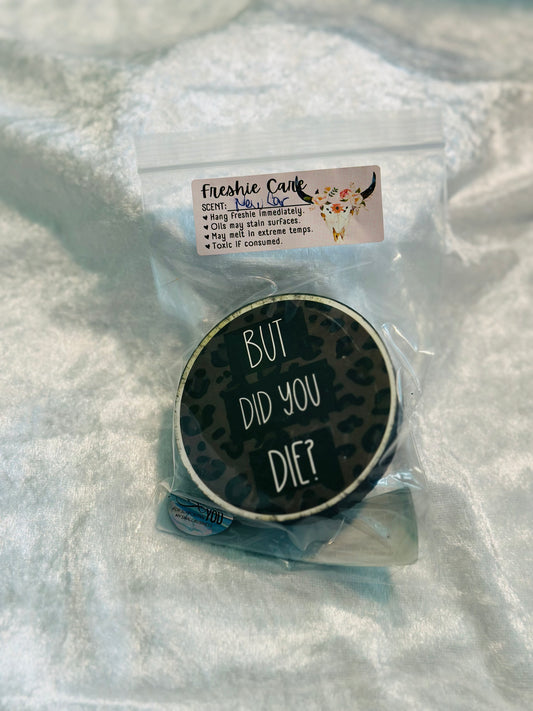 Freshie Care
SCENT: New Car
♥ Hang freshie immediately.
♥ Oils may stain surfaces.
♥ May melt in extreme temps.
♥ Toxic if consumed.
BUT
DID YOU
DIE?
YOU